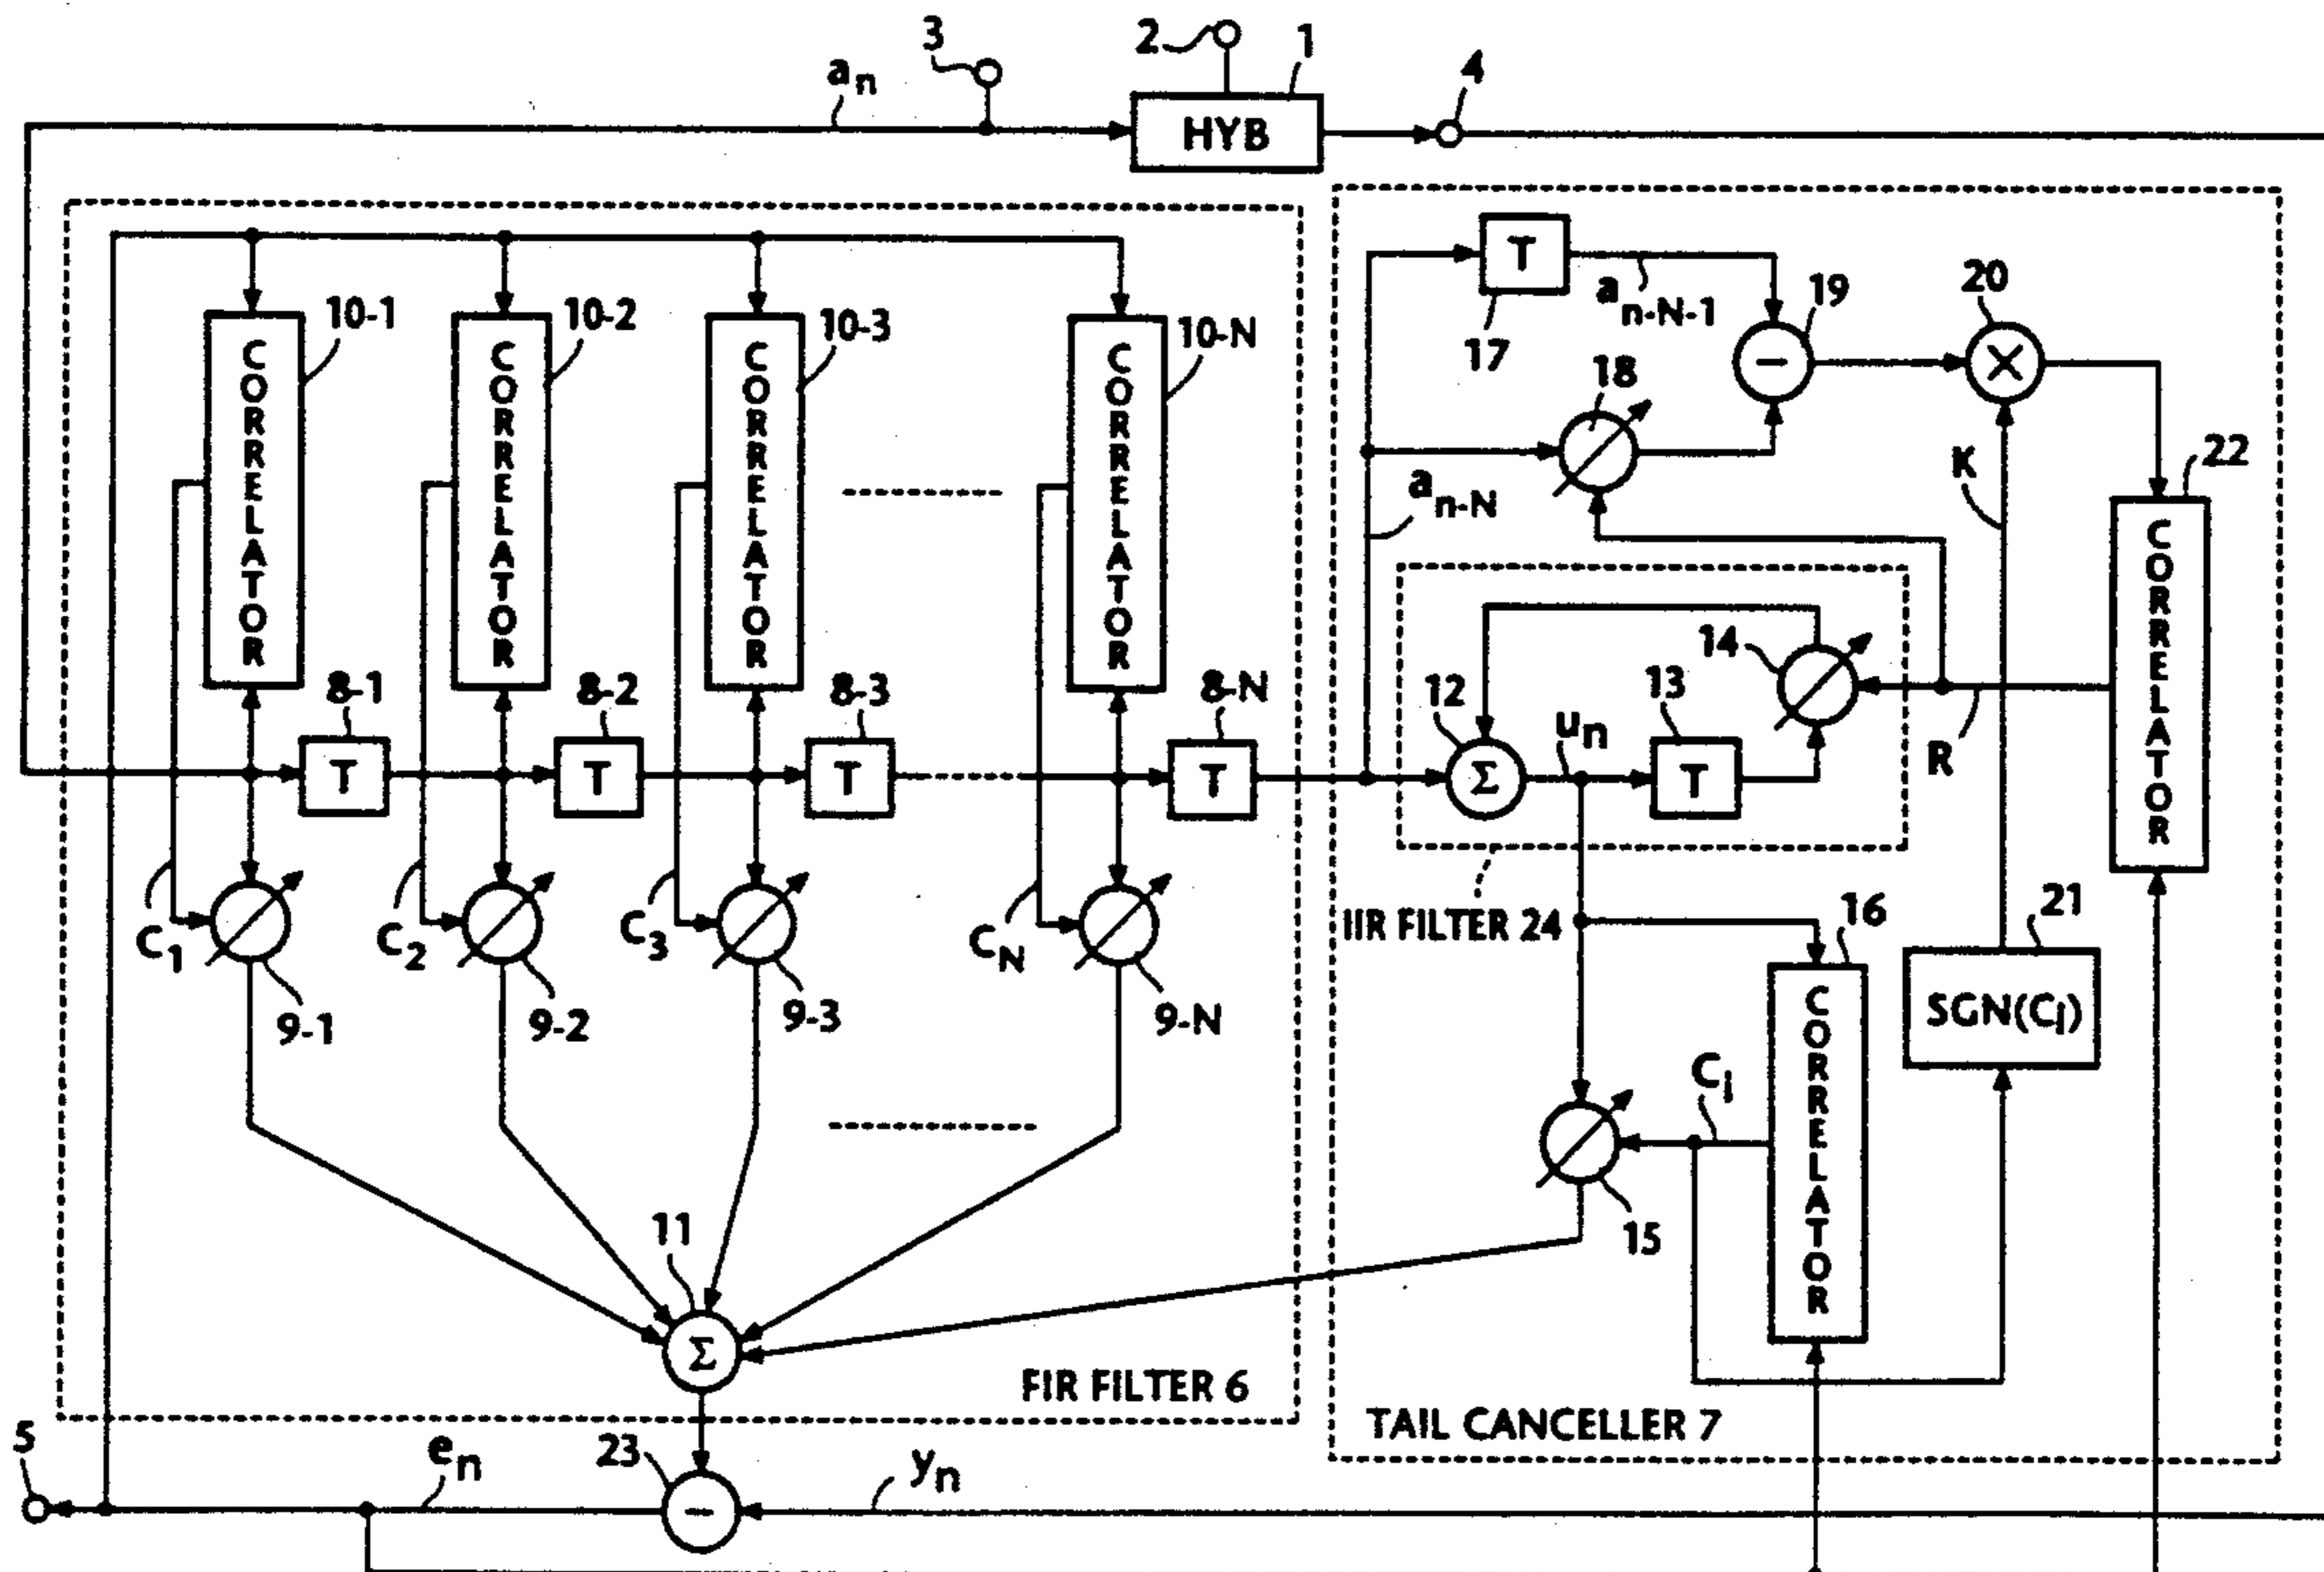 3
2
1
4
a_n
HYB
T
a_n-N-1
19
20
17
18
10-1
10-2
10-3
10-N
CORRELATOR
CORRELATOR
CORRELATOR
CORRELATOR
−
×
K
22
a_n-N
CORRELATOR
8-1
8-2
8-3
8-N
T
T
T
T
14
12
u_n
13
Σ
T
R
C_1
C_2
C_3
C_N
9-1
9-2
9-3
9-N
IIR FILTER 24
16
21
CORRELATOR
SGN(C_I)
C_I
15
11
Σ
FIR FILTER 6
TAIL CANCELLER 7
5
e_n
23
−
y_n